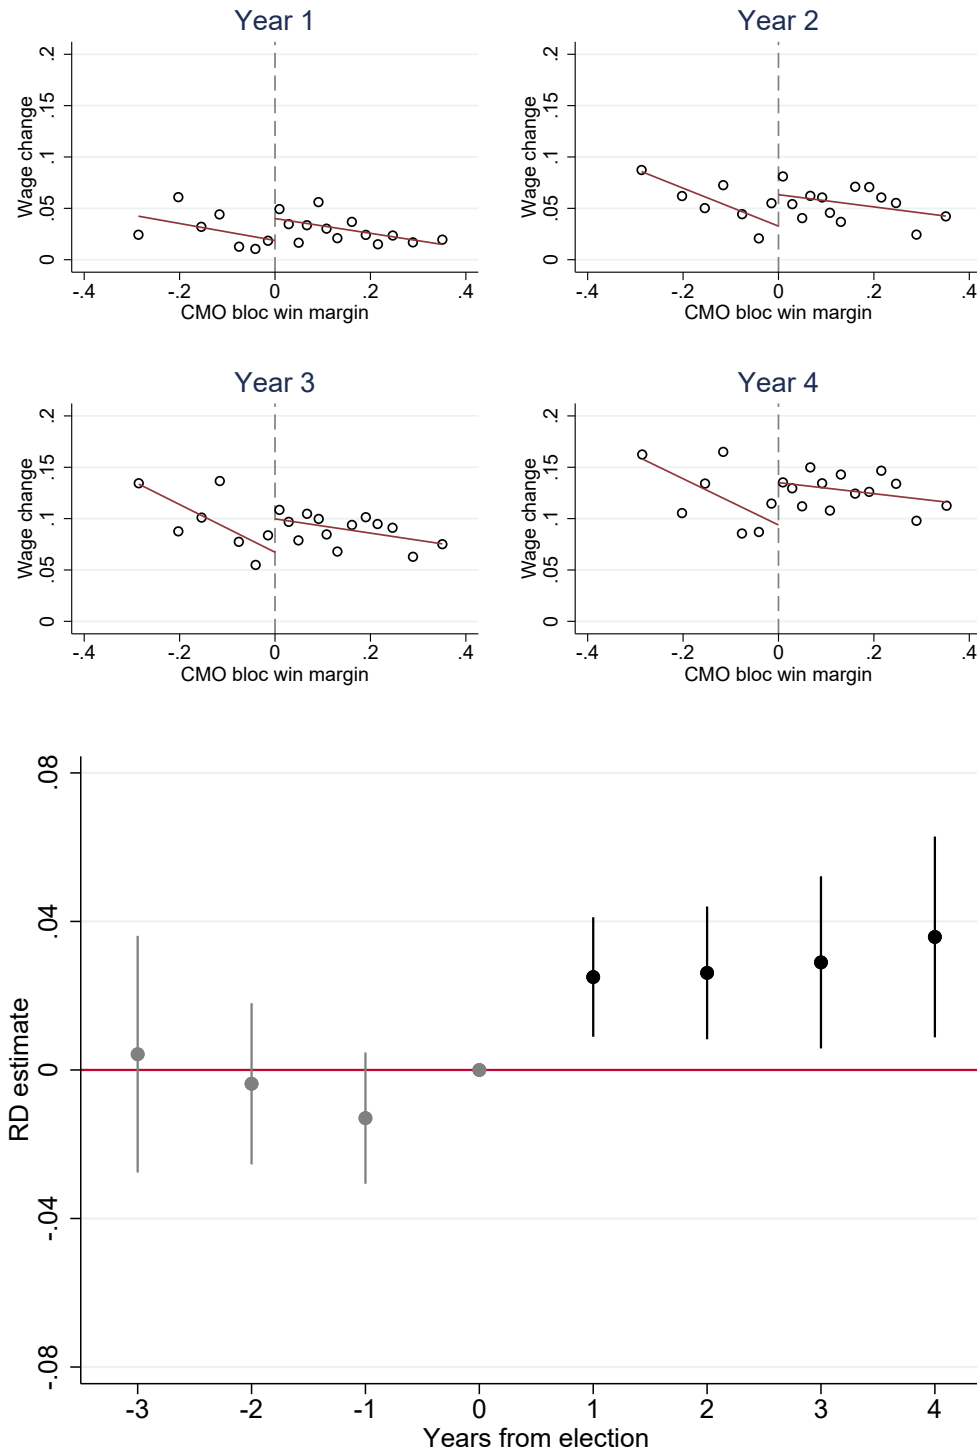 Year 1
Year 2
Wage change
0 .05 .1 .15 .2
-.4 -.2 0 .2 .4
CMO bloc win margin
Wage change
0 .05 .1 .15 .2
-.4 -.2 0 .2 .4
CMO bloc win margin
Year 3
Year 4
Wage change
0 .05 .1 .15 .2
-.4 -.2 0 .2 .4
CMO bloc win margin
Wage change
0 .05 .1 .15 .2
-.4 -.2 0 .2 .4
CMO bloc win margin
RD estimate
-.08 -.04 0 .04 .08
-3 -2 -1 0 1 2 3 4
Years from election